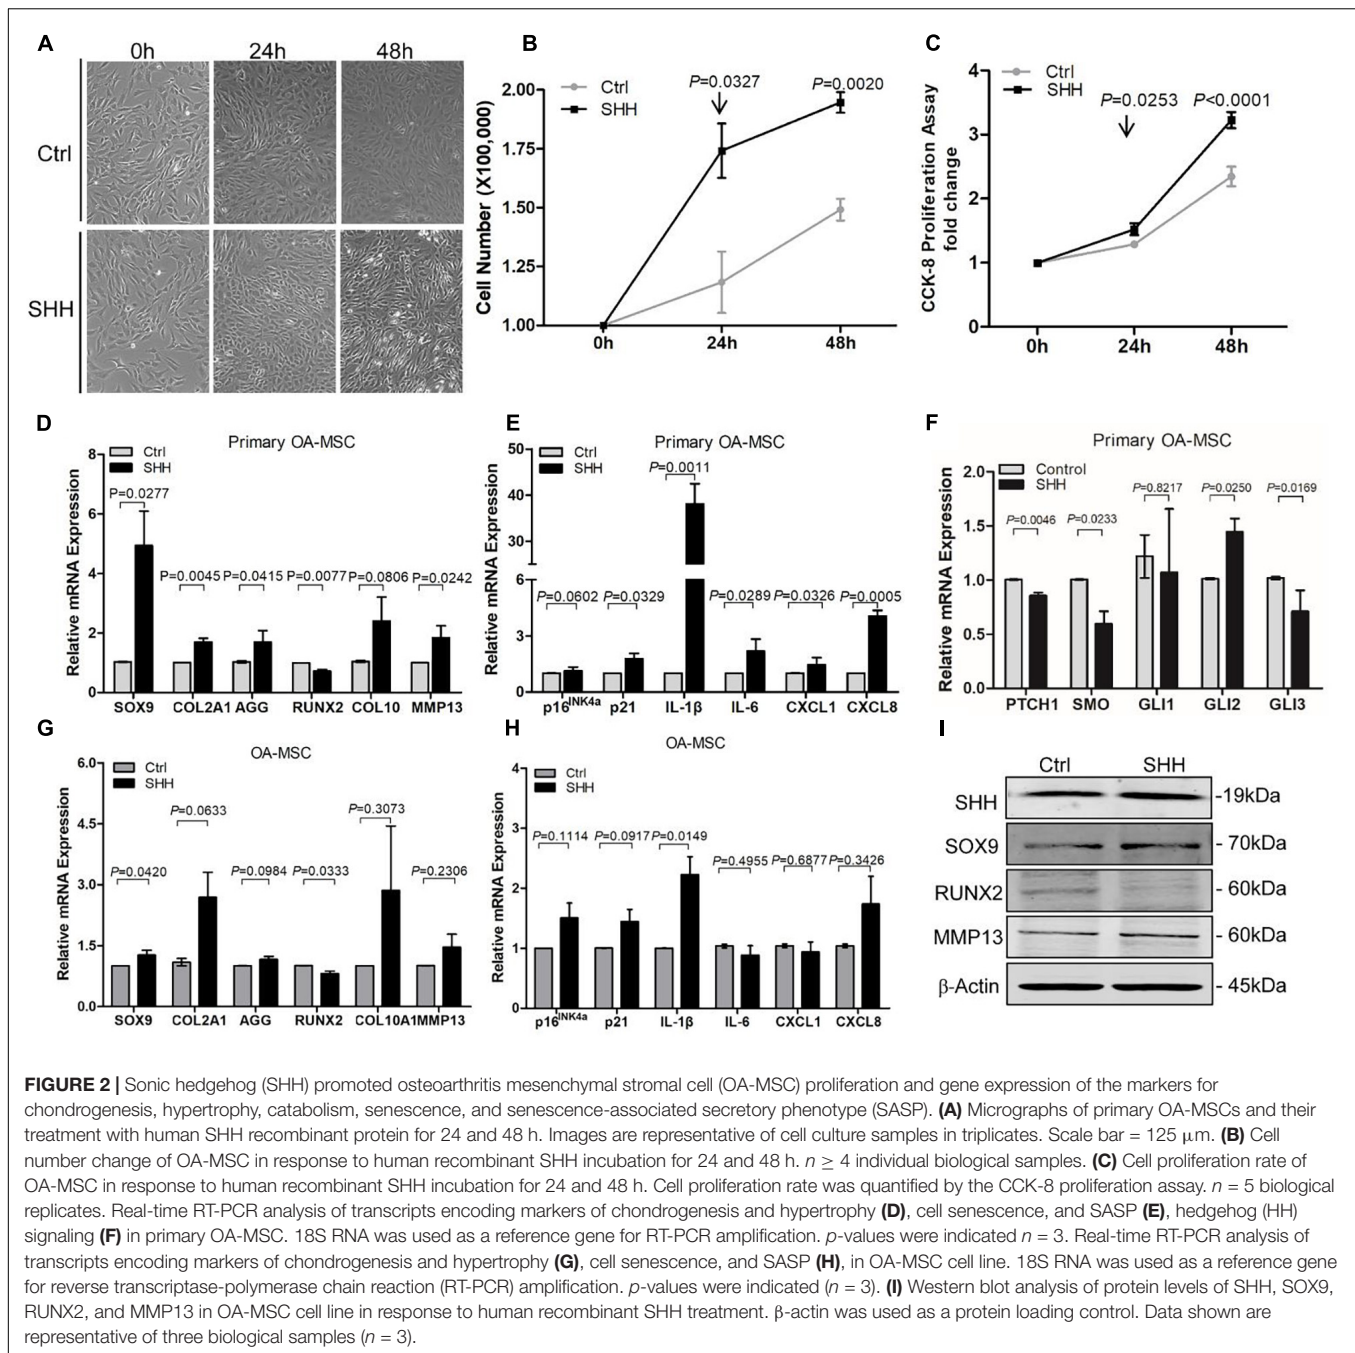 A
0h
24h
48h
Ctrl
SHH
B
Ctrl
SHH
P=0.0327
P=0.0020
Cell Number (X100,000)
2.00
1.75
1.50
1.25
1.00
0h
24h
48h
C
Ctrl
SHH
P=0.0253
P<0.0001
CCK-8 Proliferation Assay
fold change
4
3
2
1
0
0h
24h
48h
D
Primary OA-MSC
Ctrl
SHH
Relative mRNA Expression
8
6
4
2
0
P=0.0277
P=0.0045
P=0.0415
P=0.0077
P=0.0806
P=0.0242
SOX9
COL2A1
AGG
RUNX2
COL10
MMP13
E
Primary OA-MSC
Ctrl
SHH
Relative mRNA Expression
50
40
30
6
3
0
P=0.0602
P=0.0329
P=0.0011
P=0.0289
P=0.0326
P=0.0005
p16INK4a
p21
IL-1β
IL-6
CXCL1
CXCL8
F
Primary OA-MSC
Control
SHH
Relative mRNA Expression
2.0
1.5
1.0
0.5
0.0
P=0.0046
P=0.0233
P=0.8217
P=0.0250
P=0.0169
PTCH1
SMO
GLI1
GLI2
GLI3
G
OA-MSC
Ctrl
SHH
Relative mRNA Expression
6.0
4.5
3.0
1.5
0.0
P=0.0420
P=0.0633
P=0.0984
P=0.0333
P=0.3073
P=0.2306
SOX9
COL2A1
AGG
RUNX2
COL10A1
MMP13
H
OA-MSC
Ctrl
SHH
Relative mRNA Expression
4
3
2
1
0
P=0.1114
P=0.0917
P=0.0149
P=0.4955
P=0.6877
P=0.3426
p16INK4a
p21
IL-1β
IL-6
CXCL1
CXCL8
I
Ctrl
SHH
SHH
-19kDa
SOX9
- 70kDa
RUNX2
- 60kDa
MMP13
- 60kDa
β-Actin
- 45kDa
FIGURE 2 | Sonic hedgehog (SHH) promoted osteoarthritis mesenchymal stromal cell (OA-MSC) proliferation and gene expression of the markers for
chondrogenesis, hypertrophy, catabolism, senescence, and senescence-associated secretory phenotype (SASP). (A) Micrographs of primary OA-MSCs and their
treatment with human SHH recombinant protein for 24 and 48 h. Images are representative of cell culture samples in triplicates. Scale bar = 125 μm. (B) Cell
number change of OA-MSC in response to human recombinant SHH incubation for 24 and 48 h. n ≥ 4 individual biological samples. (C) Cell proliferation rate of
OA-MSC in response to human recombinant SHH incubation for 24 and 48 h. Cell proliferation rate was quantified by the CCK-8 proliferation assay. n = 5 biological
replicates. Real-time RT-PCR analysis of transcripts encoding markers of chondrogenesis and hypertrophy (D), cell senescence, and SASP (E), hedgehog (HH)
signaling (F) in primary OA-MSC. 18S RNA was used as a reference gene for RT-PCR amplification. p-values were indicated n = 3. Real-time RT-PCR analysis of
transcripts encoding markers of chondrogenesis and hypertrophy (G), cell senescence, and SASP (H), in OA-MSC cell line. 18S RNA was used as a reference gene
for reverse transcriptase-polymerase chain reaction (RT-PCR) amplification. p-values were indicated (n = 3). (I) Western blot analysis of protein levels of SHH, SOX9,
RUNX2, and MMP13 in OA-MSC cell line in response to human recombinant SHH treatment. β-actin was used as a protein loading control. Data shown are
representative of three biological samples (n = 3).